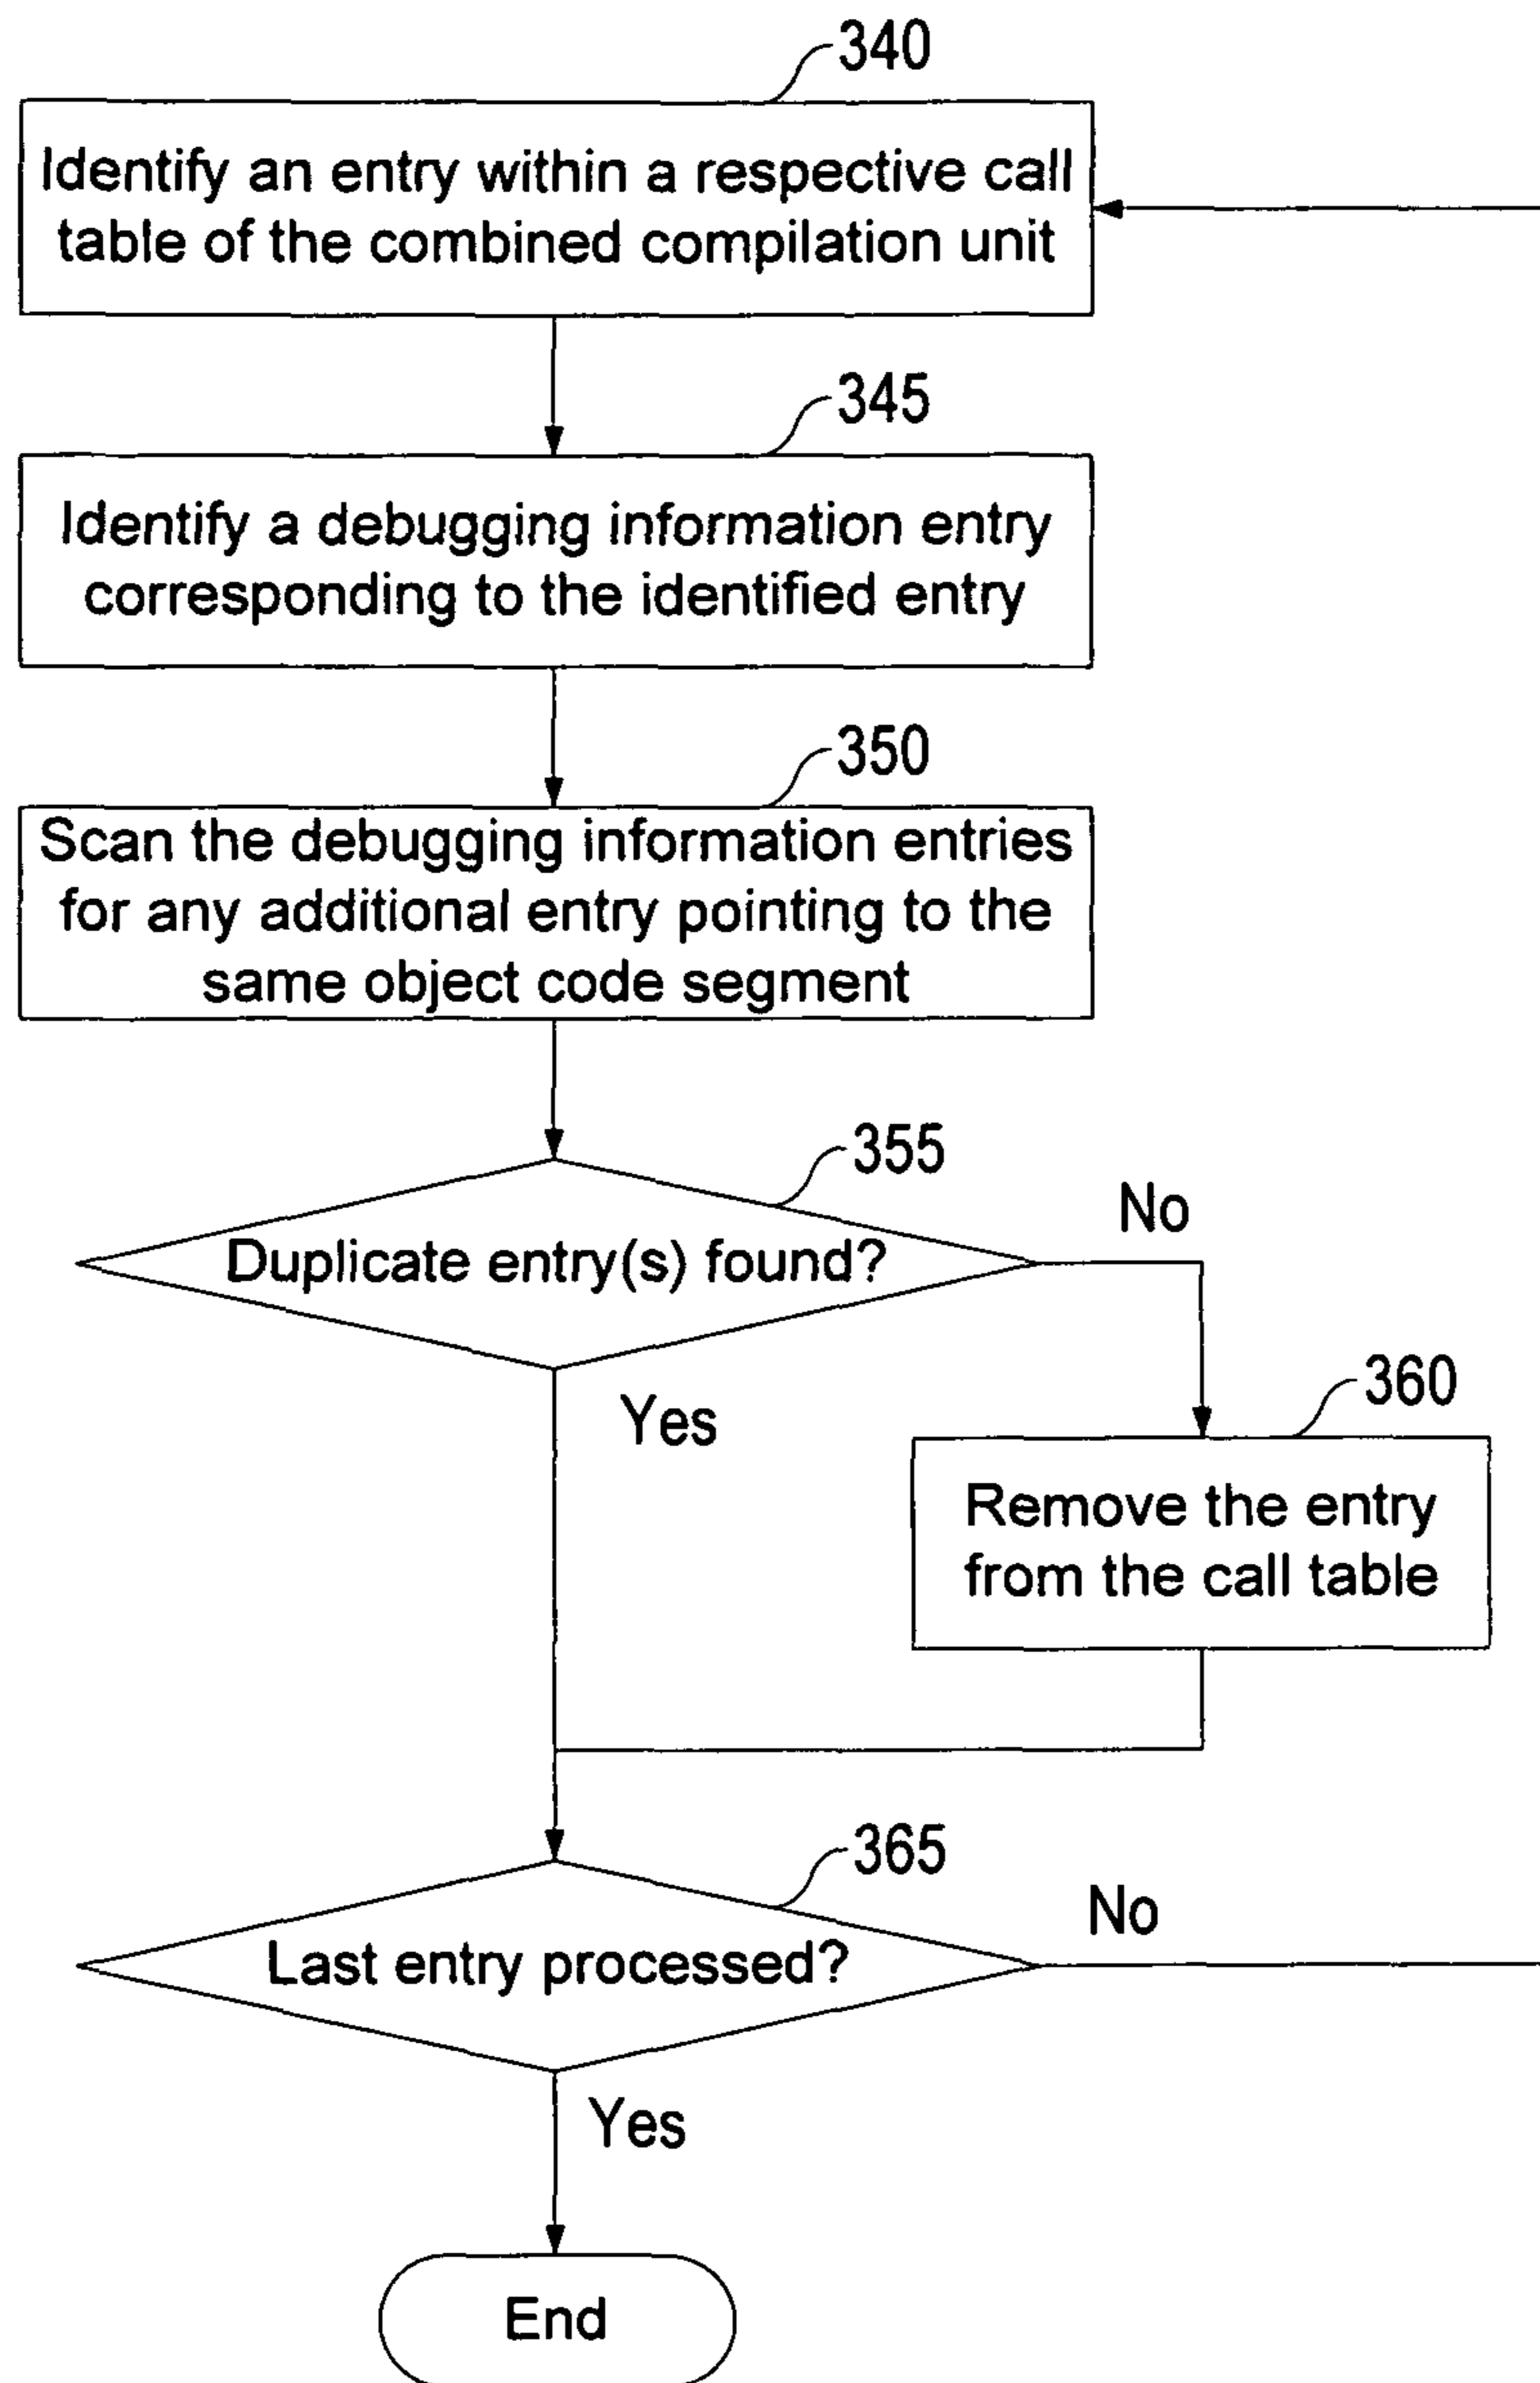 340
Identify an entry within a respective call
table of the combined compilation unit
345
Identify a debugging information entry
corresponding to the identified entry
350
Scan the debugging information entries
for any additional entry pointing to the
same object code segment
355
No
Duplicate entry(s) found?
360
Yes
Remove the entry
from the call table
365
No
Last entry processed?
Yes
End